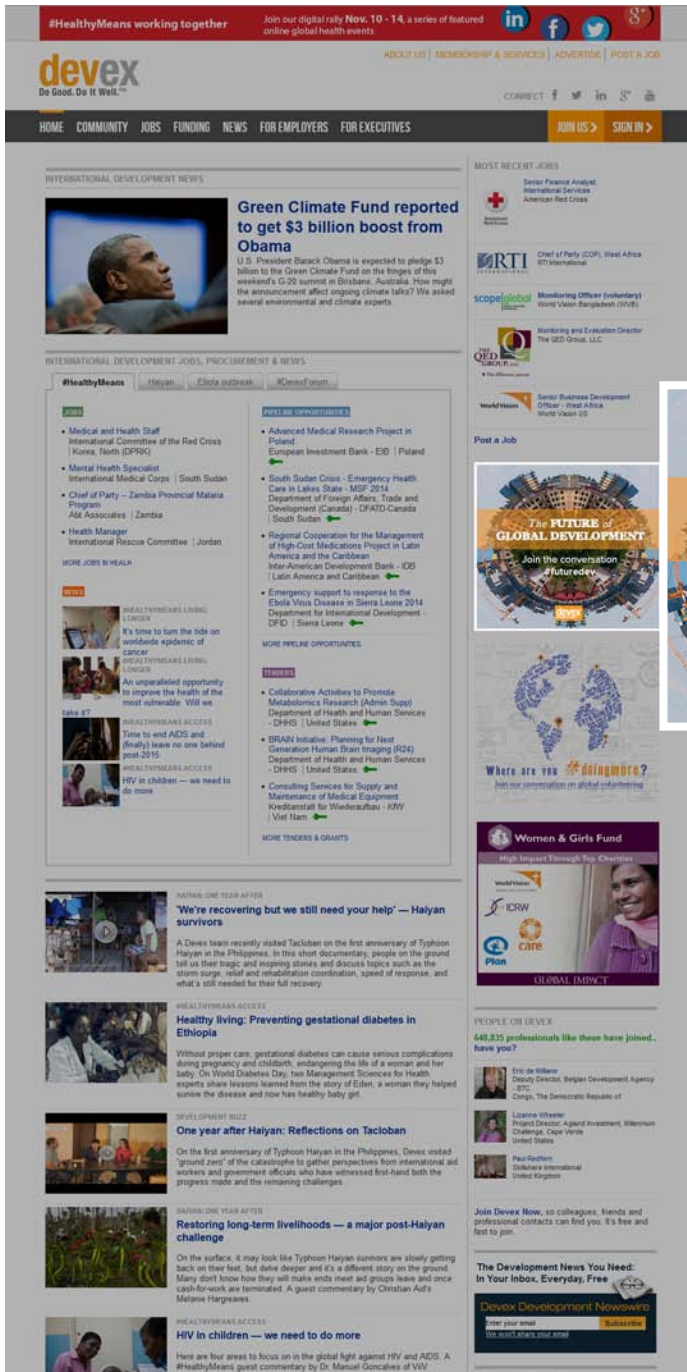 #HealthyMeans working together
Join our digital rally Nov. 10 - 14, a series of featured
online global health events
ABOUT US | MEMBERSHIP & SERVICES | ADVERTISE | POST A JOB
devex
Do Good. Do It Well.™
CONNECT
HOME COMMUNITY JOBS FUNDING NEWS FOR EMPLOYERS FOR EXECUTIVES
JOIN US > SIGN IN >
INTERNATIONAL DEVELOPMENT NEWS
Green Climate Fund reported
to get $3 billion boost from
Obama
U.S. President Barack Obama is expected to pledge $3
billion to the Green Climate Fund on the fringes of this
weekend's G-20 summit in Brisbane, Australia. How might
the announcement affect ongoing climate talks? We asked
several environmental and climate experts.
INTERNATIONAL DEVELOPMENT JOBS, PROCUREMENT & NEWS
#HealthyMeans Haiyan Ebola outbreak #DevexForum
JOBS
• Medical and Health Staff
International Committee of the Red Cross
| Korea, North (DPRK)
• Mental Health Specialist
International Medical Corps | South Sudan
• Chief of Party – Zambia Provincial Malaria
Program
Abt Associates | Zambia
• Health Manager
International Rescue Committee | Jordan
MORE JOBS IN HEALH
NEWS
#HEALTHYMEANS LIVING
LONGER
It's time to turn the tide on
worldwide epidemic of
cancer
#HEALTHYMEANS LIVING
LONGER
An unparalleled opportunity
to improve the health of the
most vulnerable. Will we
take it?
#HEALTHYMEANS ACCESS
Time to end AIDS and
(finally) leave no one behind
post-2015
#HEALTHYMEANS ACCESS
HIV in children — we need to
do more
PIPELINE OPPORTUNITIES
• Advanced Medical Research Project in
Poland
European Investment Bank - EIB | Poland
• South Sudan Crisis - Emergency Health
Care in Lakes State - MSF 2014
Department of Foreign Affairs, Trade and
Development (Canada) - DFATD-Canada
| South Sudan
• Regional Cooperation for the Management
of High-Cost Medications Project in Latin
America and the Caribbean
Inter-American Development Bank - IDB
| Latin America and Caribbean
• Emergency support to response to the
Ebola Virus Disease in Sierra Leone 2014
Department for International Development -
DFID | Sierra Leone
MORE PIPELINE OPPORTUNITIES
TENDERS
• Collaborative Activities to Promote
Metabolomics Research (Admin Supp)
Department of Health and Human Services
- DHHS | United States
• BRAIN Initiative: Planning for Next
Generation Human Brain Imaging (R24)
Department of Health and Human Services
- DHHS | United States
• Consulting Services for Supply and
Maintenance of Medical Equipment
Kreditanstalt für Wiederaufbau - KfW
| Viet Nam
MORE TENDERS & GRANTS
HAIYAN: ONE YEAR AFTER
'We're recovering but we still need your help' — Haiyan
survivors
A Devex team recently visited Tacloban on the first anniversary of Typhoon
Haiyan in the Philippines. In this short documentary, people on the ground
tell us their tragic and inspiring stories and discuss topics such as the
storm surge, relief and rehabilitation coordination, speed of response, and
what's still needed for their full recovery.
#HEALTHYMEANS ACCESS
Healthy living: Preventing gestational diabetes in
Ethiopia
Without proper care, gestational diabetes can cause serious complications
during pregnancy and childbirth, endangering the life of a woman and her
baby. On World Diabetes Day, two Management Sciences for Health
experts share lessons learned from the story of Eden, a woman they helped
survive the disease and now has healthy baby girl.
DEVELOPMENT BUZZ
One year after Haiyan: Reflections on Tacloban
On the first anniversary of Typhoon Haiyan in the Philippines, Devex visited
"ground zero" of the catastrophe to gather perspectives from international aid
workers and government officials who have witnessed first-hand both the
progress made and the remaining challenges.
HAIYAN: ONE YEAR AFTER
Restoring long-term livelihoods — a major post-Haiyan
challenge
On the surface, it may look like Typhoon Haiyan survivors are slowly getting
back on their feet, but delve deeper and it's a different story on the ground.
Many don't know how they will make ends meet aid groups leave and once
cash-for-work are terminated. A guest commentary by Christian Aid's
Melanie Hargreaves.
#HEALTHYMEANS ACCESS
HIV in children — we need to do more
Here are four areas to focus on in the global fight against HIV and AIDS. A
#HealthyMeans guest commentary by Dr. Manuel Goncalves of ViiV
MOST RECENT JOBS
Senior Finance Analyst,
International Services
American Red Cross
RTI
INTERNATIONAL
Chief of Party (COP), West Africa
RTI International
scope global
Monitoring Officer (voluntary)
World Vision Bangladesh (WVB)
THE
QED
GROUP, LLC
Monitoring and Evaluation Director
The QED Group, LLC
World Vision
Senior Business Development
Officer - West Africa
World Vision US
Post a Job
The FUTURE of
GLOBAL DEVELOPMENT
Join the conversation
#futuredev
devex
Where are you #doingmore?
Join our conversation on global volunteering
Women & Girls Fund
High Impact Through Top Charities
World Vision
ICRW
care
Plan
GLOBAL IMPACT
PEOPLE ON DEVEX
648,835 professionals like these have joined..
have you?
Eric de Milliano
Deputy Director, Belgian Development Agency
- BTC
Congo, The Democratic Republic of
Lizanne Wheeler
Project Director, Agland Investment, Millennium
Challenge, Cape Verde
United States
Paul Redfern
Skillshare International
United Kingdom
Join Devex Now, so colleagues, friends and
professional contacts can find you. It's free and
fast to join.
The Development News You Need:
In Your Inbox, Everyday, Free
Devex Development Newswire
Enter your email Subscribe
We won't share your email